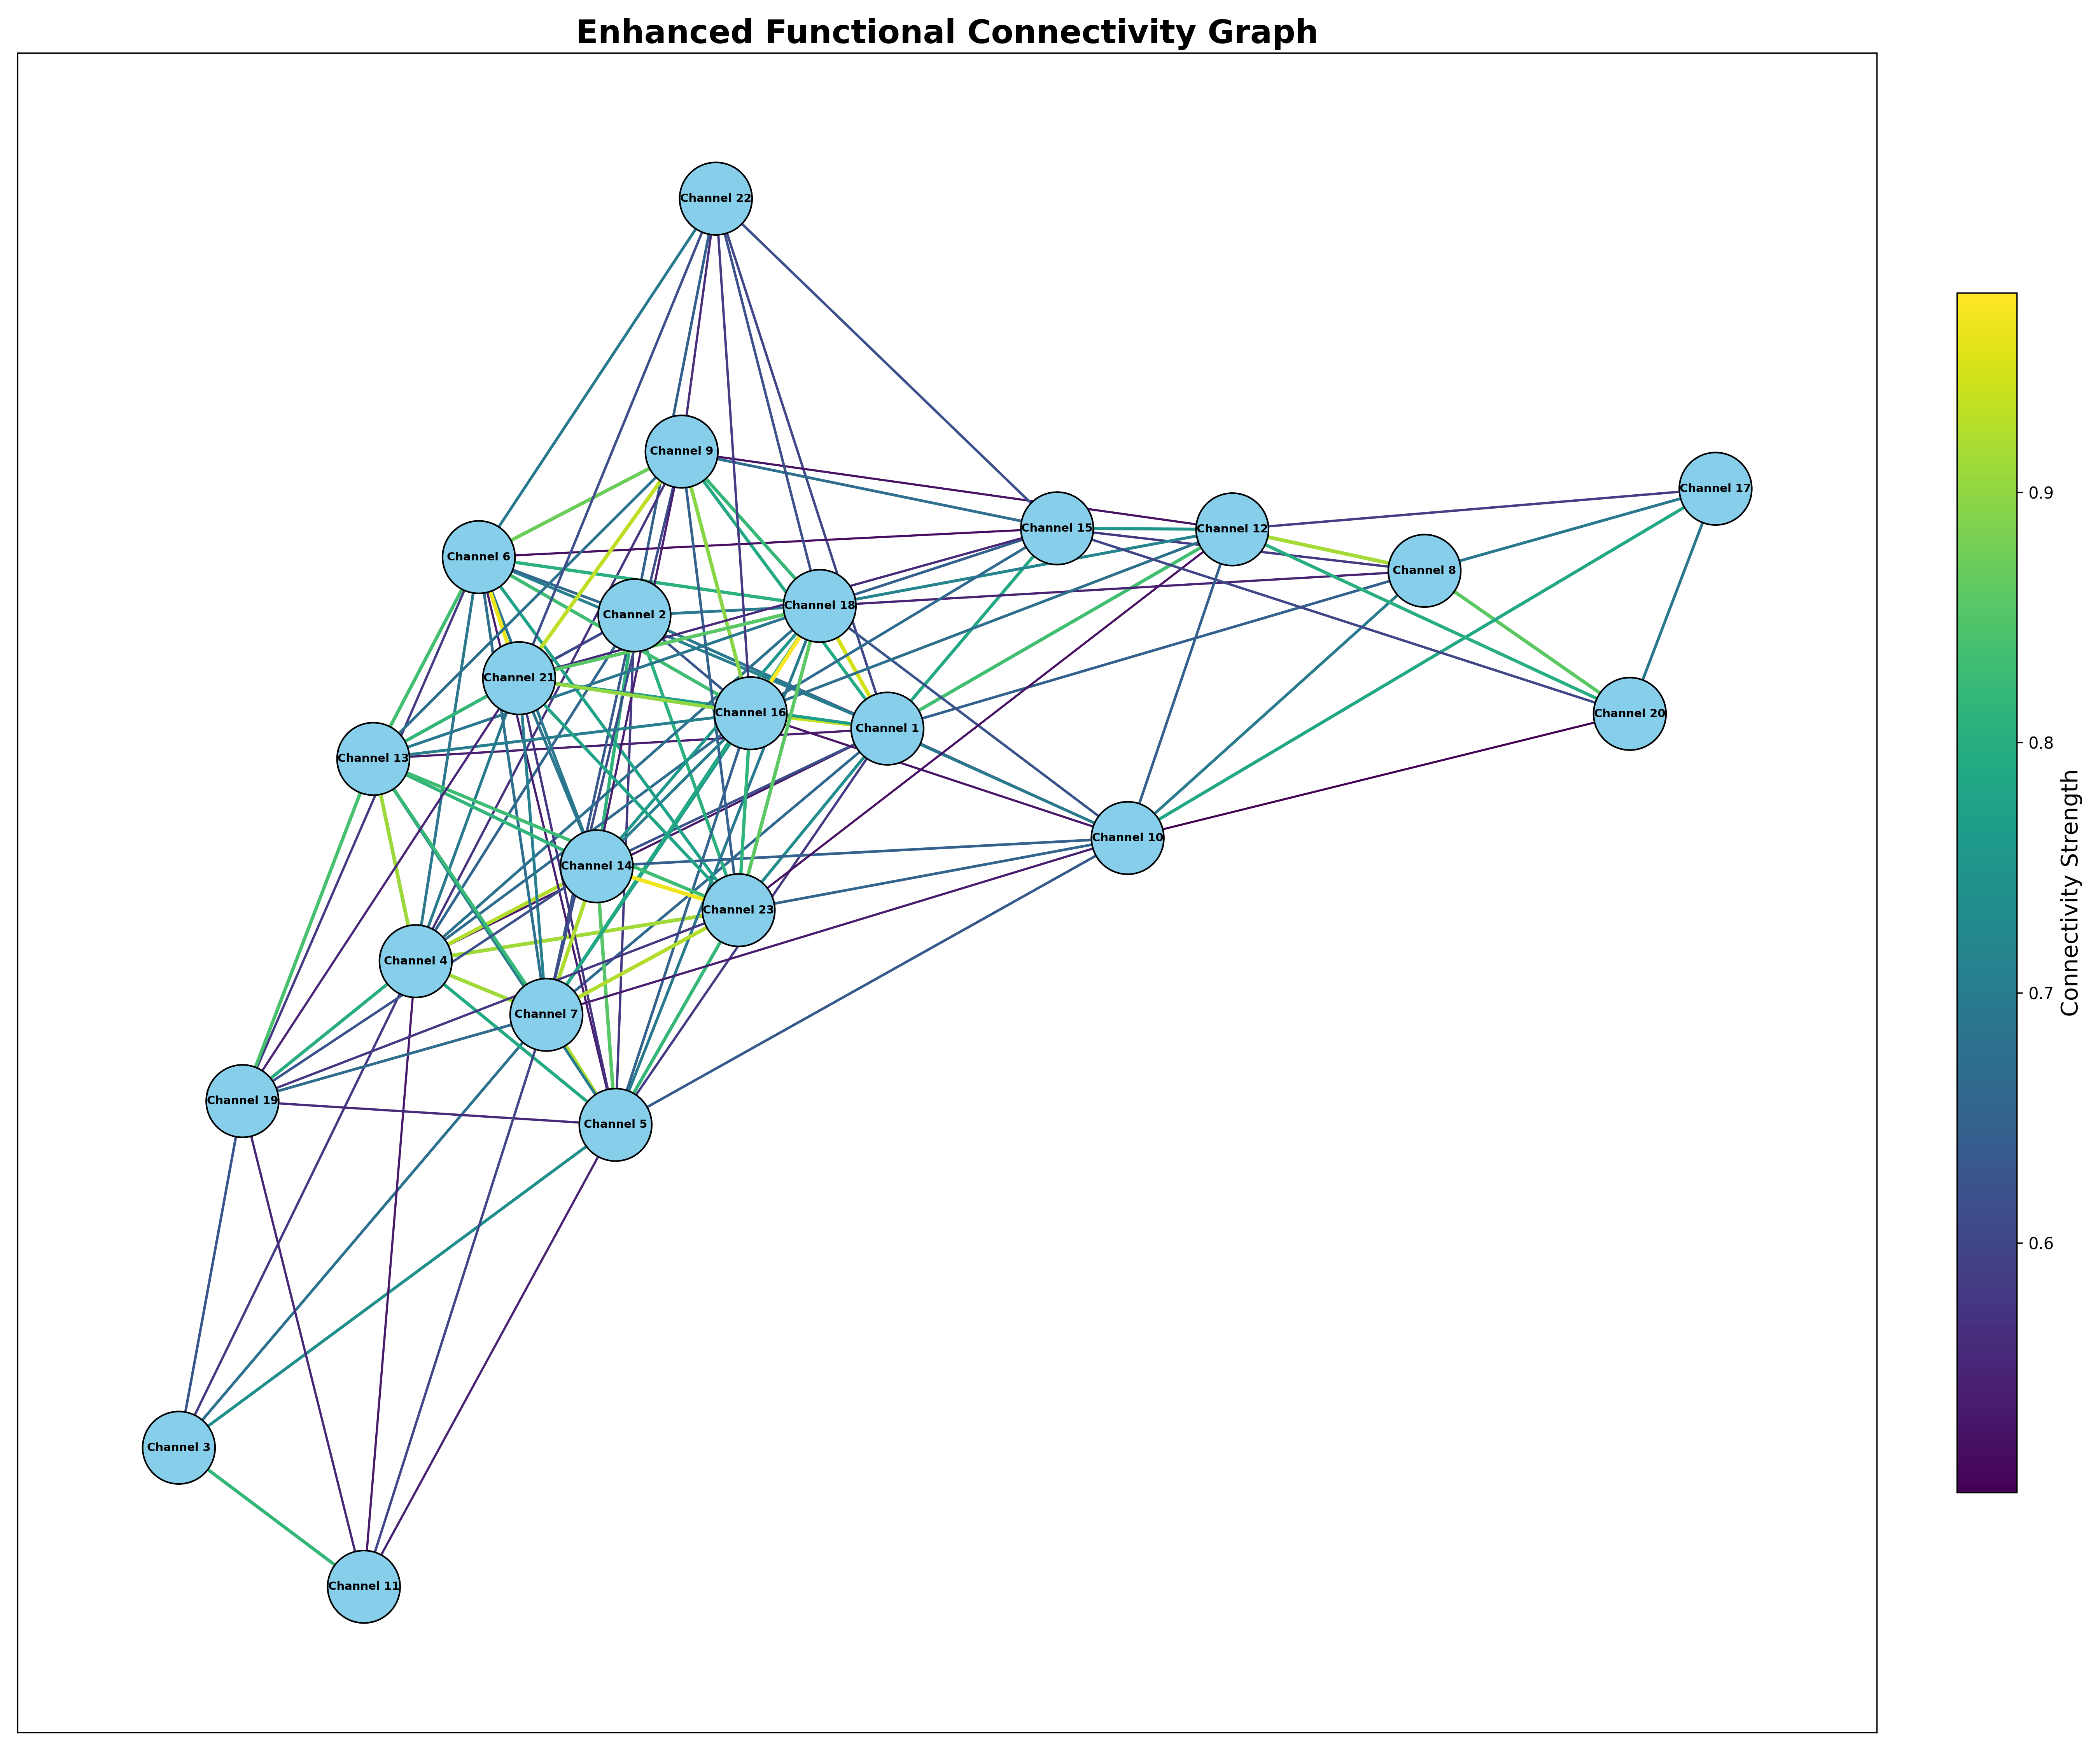 Enhanced Functional Connectivity Graph
Channel 22
Channel 9
Channel 17
Channel 15
Channel 12
Channel 6
Channel 8
Channel 18
Channel 2
Channel 21
Channel 16
Channel 20
Channel 1
Channel 13
Channel 10
Channel 14
Channel 23
Channel 4
Channel 7
Channel 19
Channel 5
Channel 3
Channel 11
0.9
0.8
0.7
0.6
Connectivity Strength